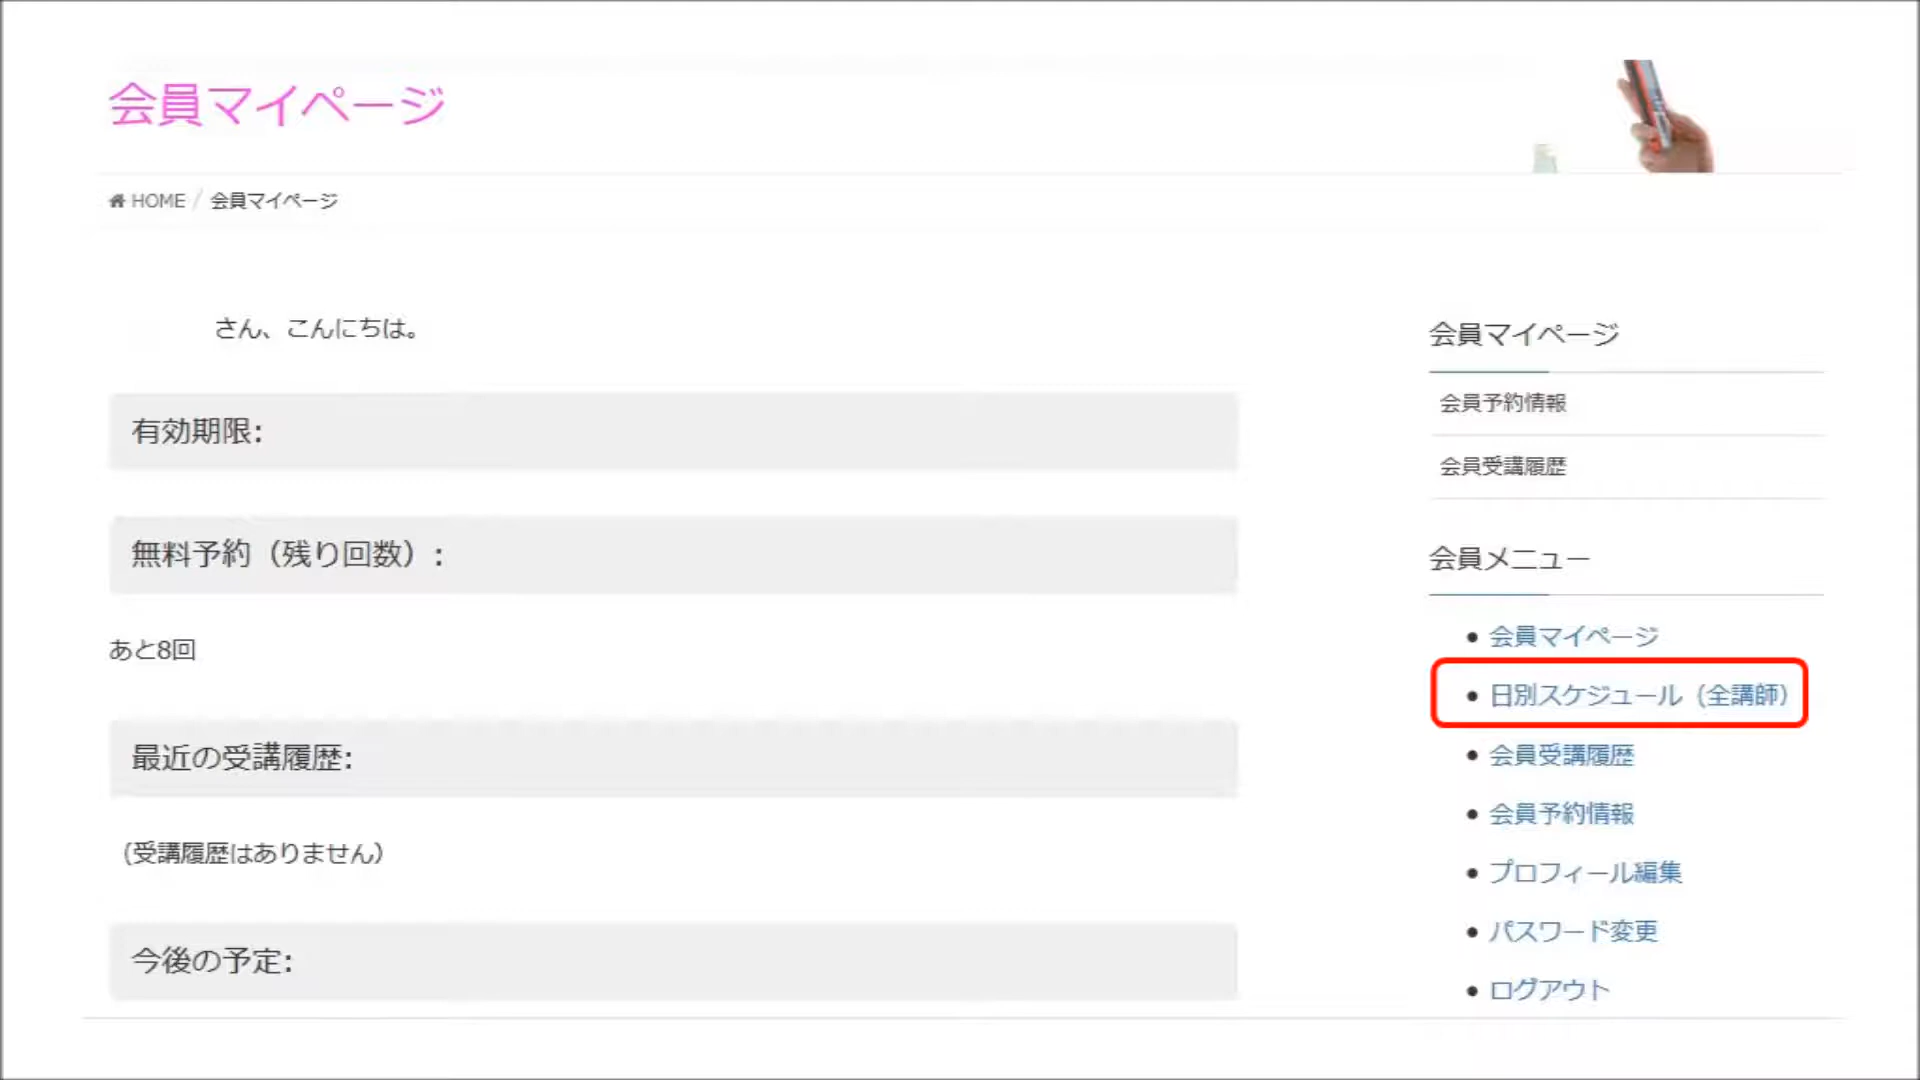 会員マイページ
HOME / 会員マイページ
さん、こんにちは。
有効期限:
無料予約（残り回数）:
あと8回
最近の受講履歴:
（受講履歴はありません）
今後の予定:
会員マイページ
会員予約情報
会員受講履歴
会員メニュー
会員マイページ
日別スケジュール（全講師）
会員受講履歴
会員予約情報
プロフィール編集
パスワード変更
ログアウト